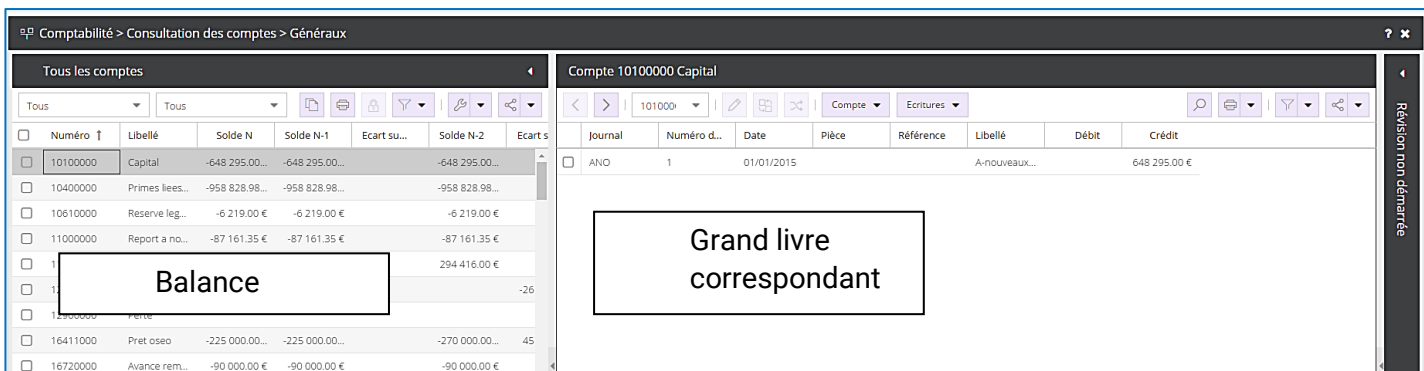 Comptabilité > Consultation des comptes > Généraux ?
Tous les comptes
Compte 10100000 Capital
Tous Tous
10100 Compte Ecritures
Numéro ↑ Libellé Solde N Solde N-1 Ecart su... Solde N-2 Ecart s
Journal Numéro d... Date Pièce Référence Libellé Débit Crédit
10100000 Capital -648 295.00... -648 295.00... -648 295.00...
ANO 1 01/01/2015 A-nouveaux... 648 295.00 €
10400000 Primes liees... -958 828.98... -958 828.98... -958 828.98...
10610000 Reserve leg... -6 219.00 € -6 219.00 € -6 219.00 €
11000000 Report a no... -87 161.35 € -87 161.35 € -87 161.35 €
1 294 416.00 €
1 -26
Perte
16411000 Pret oseo -225 000.00... -225 000.00... -270 000.00... 45
16720000 Avance rem... -90 000.00 € -90 000.00 € -90 000.00 €
Balance
Grand livre
correspondant
Révision non démarrée